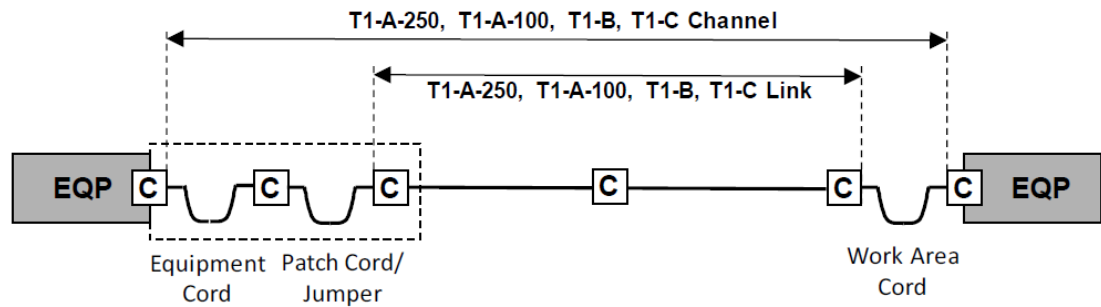 T1-A-250, T1-A-100, T1-B, T1-C Channel
T1-A-250, T1-A-100, T1-B, T1-C Link
EQP C C C C C C EQP
Equipment Cord
Patch Cord/ Jumper
Work Area Cord